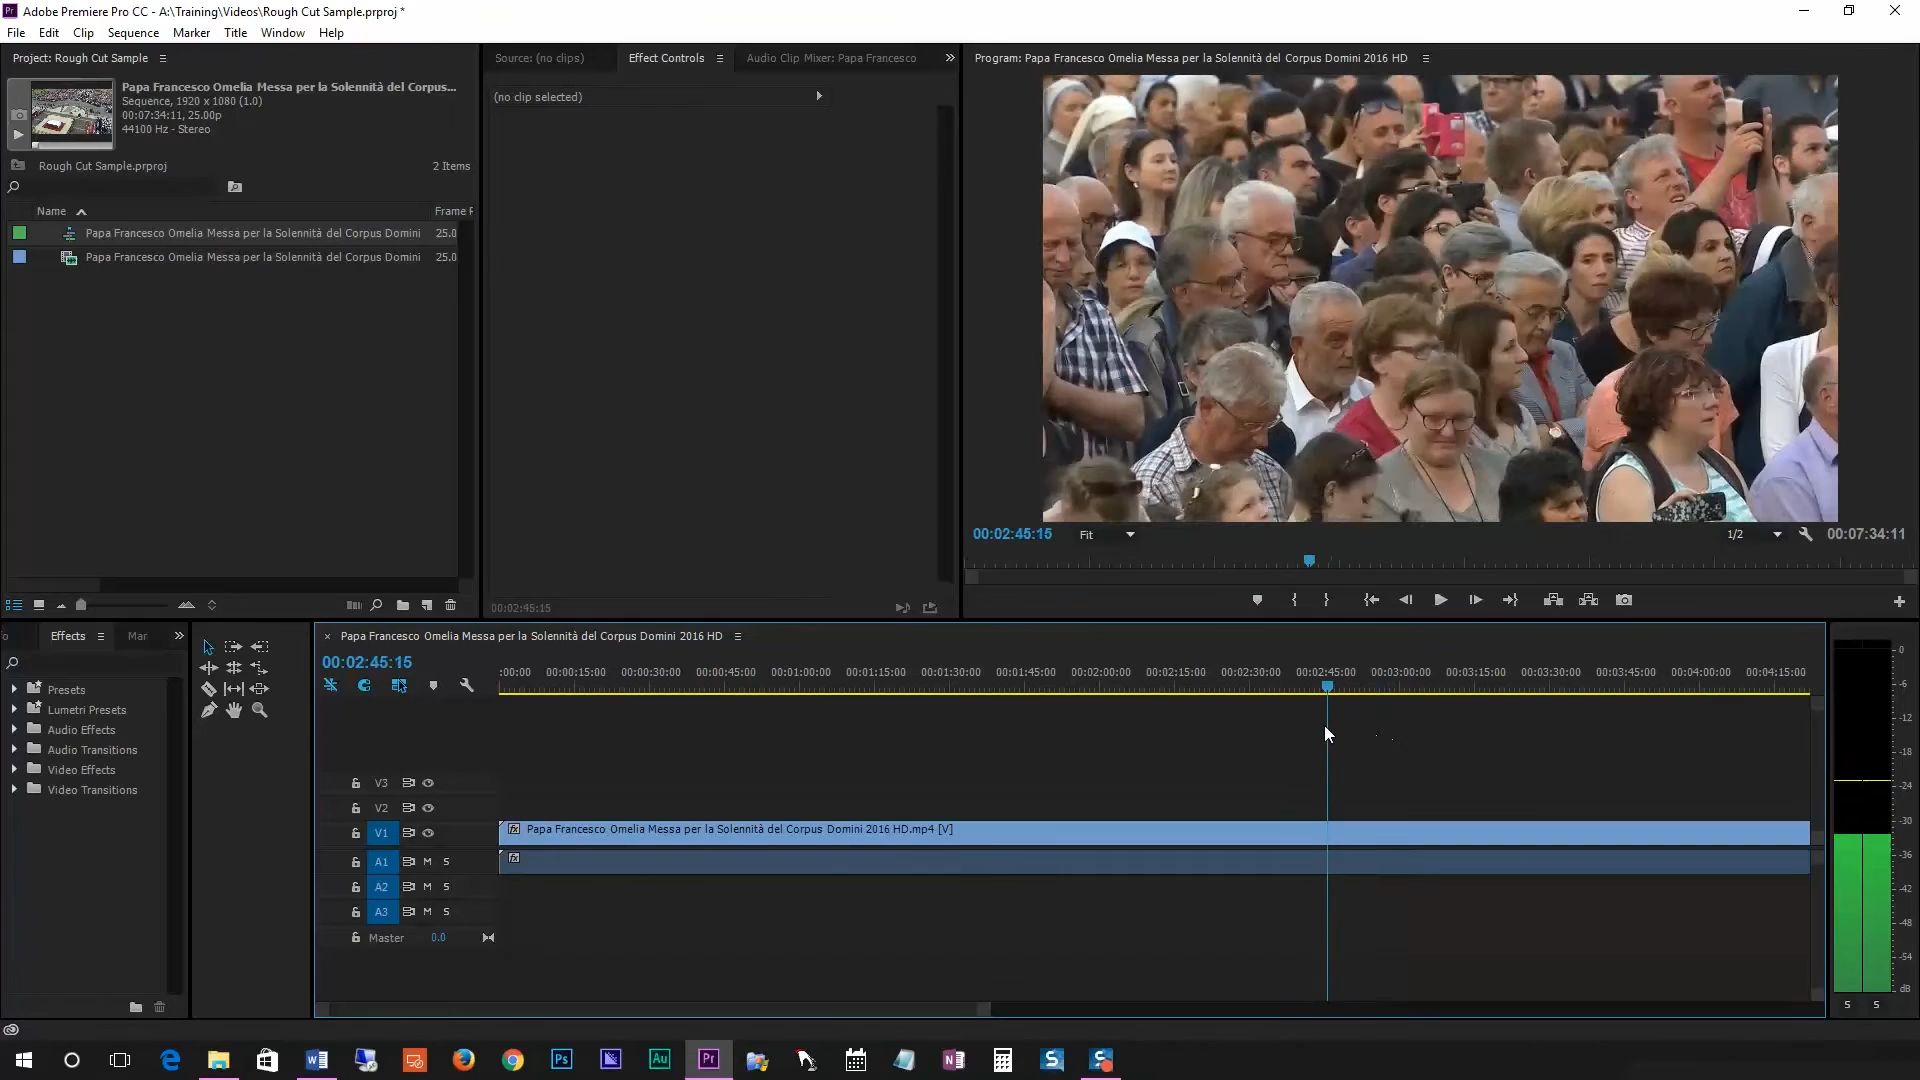 Adobe Premiere Pro CC - A:\Training\Videos\Rough Cut Sample.prproj *
File Edit Clip Sequence Marker Title Window Help
Project: Rough Cut Sample
Papa Francesco Omelia Messa per la Solennità del Corpus...
Sequence, 1920 x 1080 (1.0)
00:07:34:11, 25.00p
44100 Hz - Stereo
Rough Cut Sample.prproj 2 Items
Name Frame R
Papa Francesco Omelia Messa per la Solennità del Corpus Domini 25.0
Papa Francesco Omelia Messa per la Solennità del Corpus Domini 25.0
Source: (no clips) Effect Controls Audio Clip Mixer: Papa Francesco
(no clip selected)
00:02:45:15
Program: Papa Francesco Omelia Messa per la Solennità del Corpus Domini 2016 HD
00:02:45:15 Fit 1/2 00:07:34:11
Effects Mar
Presets
Lumetri Presets
Audio Effects
Audio Transitions
Video Effects
Video Transitions
Papa Francesco Omelia Messa per la Solennità del Corpus Domini 2016 HD
00:02:45:15
:00:00 00:00:15:00 00:00:30:00 00:00:45:00 00:01:00:00 00:01:15:00 00:01:30:00 00:01:45:00 00:02:00:00 00:02:15:00 00:02:30:00 00:02:45:00 00:03:00:00 00:03:15:00 00:03:30:00 00:03:45:00 00:04:00:00 00:04:15:00
V3
V2
V1 fx Papa Francesco Omelia Messa per la Solennità del Corpus Domini 2016 HD.mp4 [V]
A1 M S fx
A2 M S
A3 M S
Master 0.0
0
-6
-12
-18
-24
-30
-36
-42
-48
-54
dB
S S
Ps Au Pr N S S